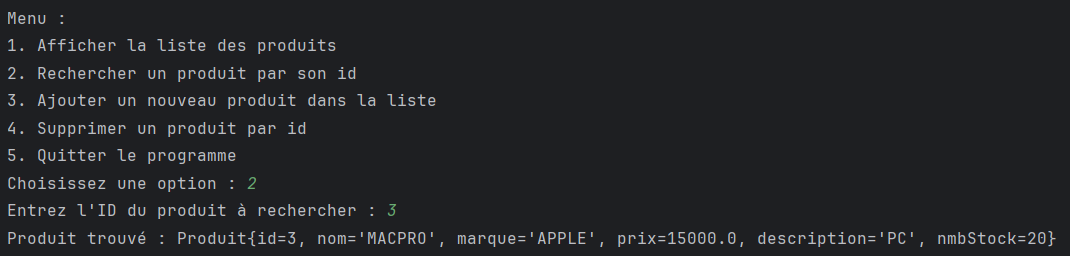 Menu :
1. Afficher la liste des produits
2. Rechercher un produit par son id
3. Ajouter un nouveau produit dans la liste
4. Supprimer un produit par id
5. Quitter le programme
Choisissez une option : 2
Entrez l'ID du produit à rechercher : 3
Produit trouvé : Produit{id=3, nom='MACPRO', marque='APPLE', prix=15000.0, description='PC', nmbStock=20}